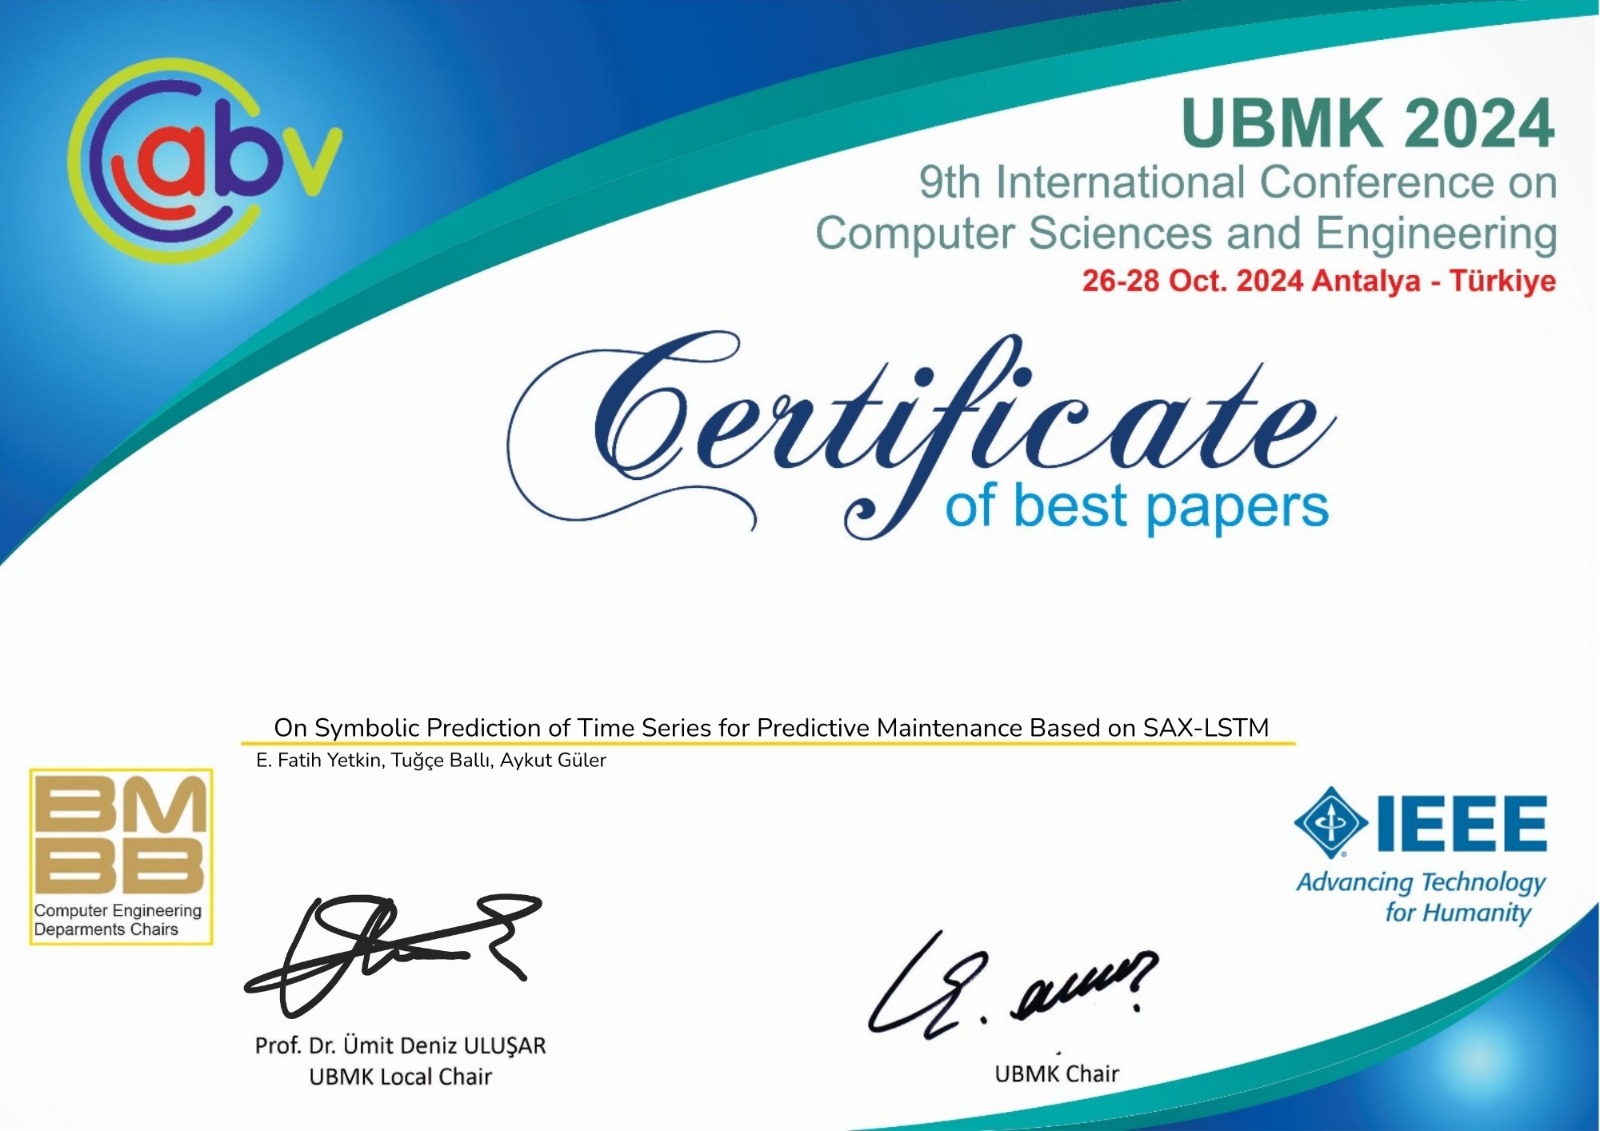 abv
UBMK 2024
9th International Conference on
Computer Sciences and Engineering
26-28 Oct. 2024 Antalya - Türkiye
Certificate
of best papers
On Symbolic Prediction of Time Series for Predictive Maintenance Based on SAX-LSTM
E. Fatih Yetkin, Tuğçe Ballı, Aykut Güler
BM
BB
Computer Engineering
Deparments Chairs
IEEE
Advancing Technology
for Humanity
Prof. Dr. Ümit Deniz ULUŞAR
UBMK Local Chair
UBMK Chair